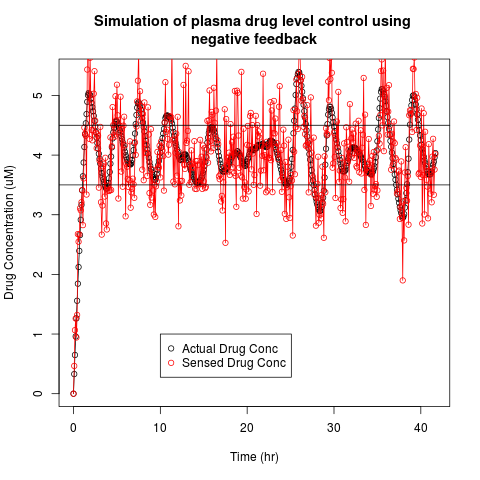 Simulation of plasma drug level control using
negative feedback
Drug Concentration (uM)
5
4
3
2
1
0
Actual Drug Conc
Sensed Drug Conc
0 10 20 30 40
Time (hr)